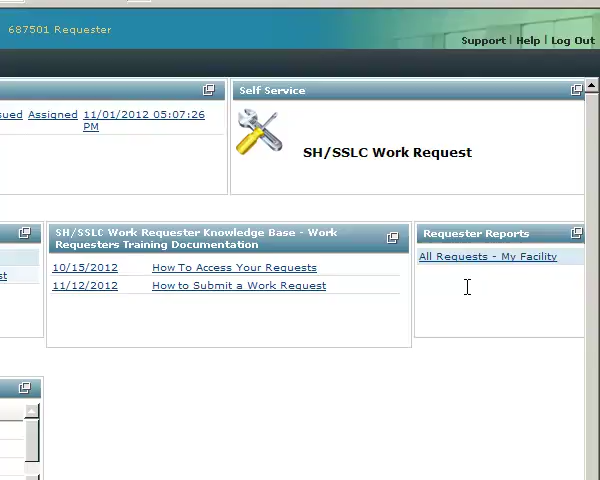 687501 Requester
Support | Help | Log Out
Self Service
Assigned 11/01/2012 05:07:26
PM
SH/SSLC Work Request
SH/SSLC Work Requester Knowledge Base - Work
Requesters Training Documentation
10/15/2012 How To Access Your Requests
11/12/2012 How to Submit a Work Request
Requester Reports
All Requests - My Facility